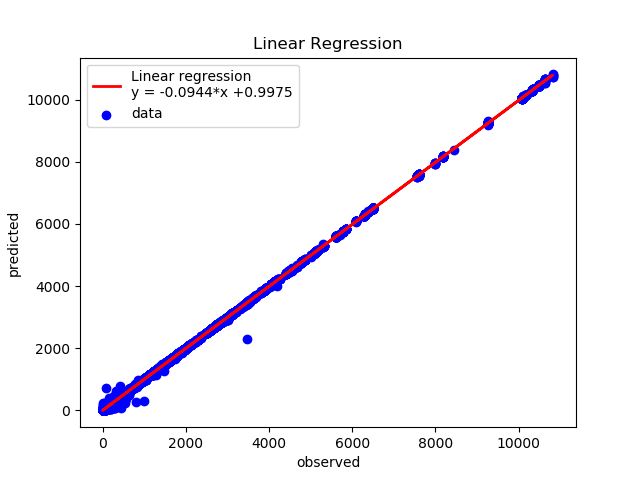 Linear Regression
Linear regression
y = -0.0944*x +0.9975
data
10000
8000
6000
4000
2000
0
predicted
0 2000 4000 6000 8000 10000
observed